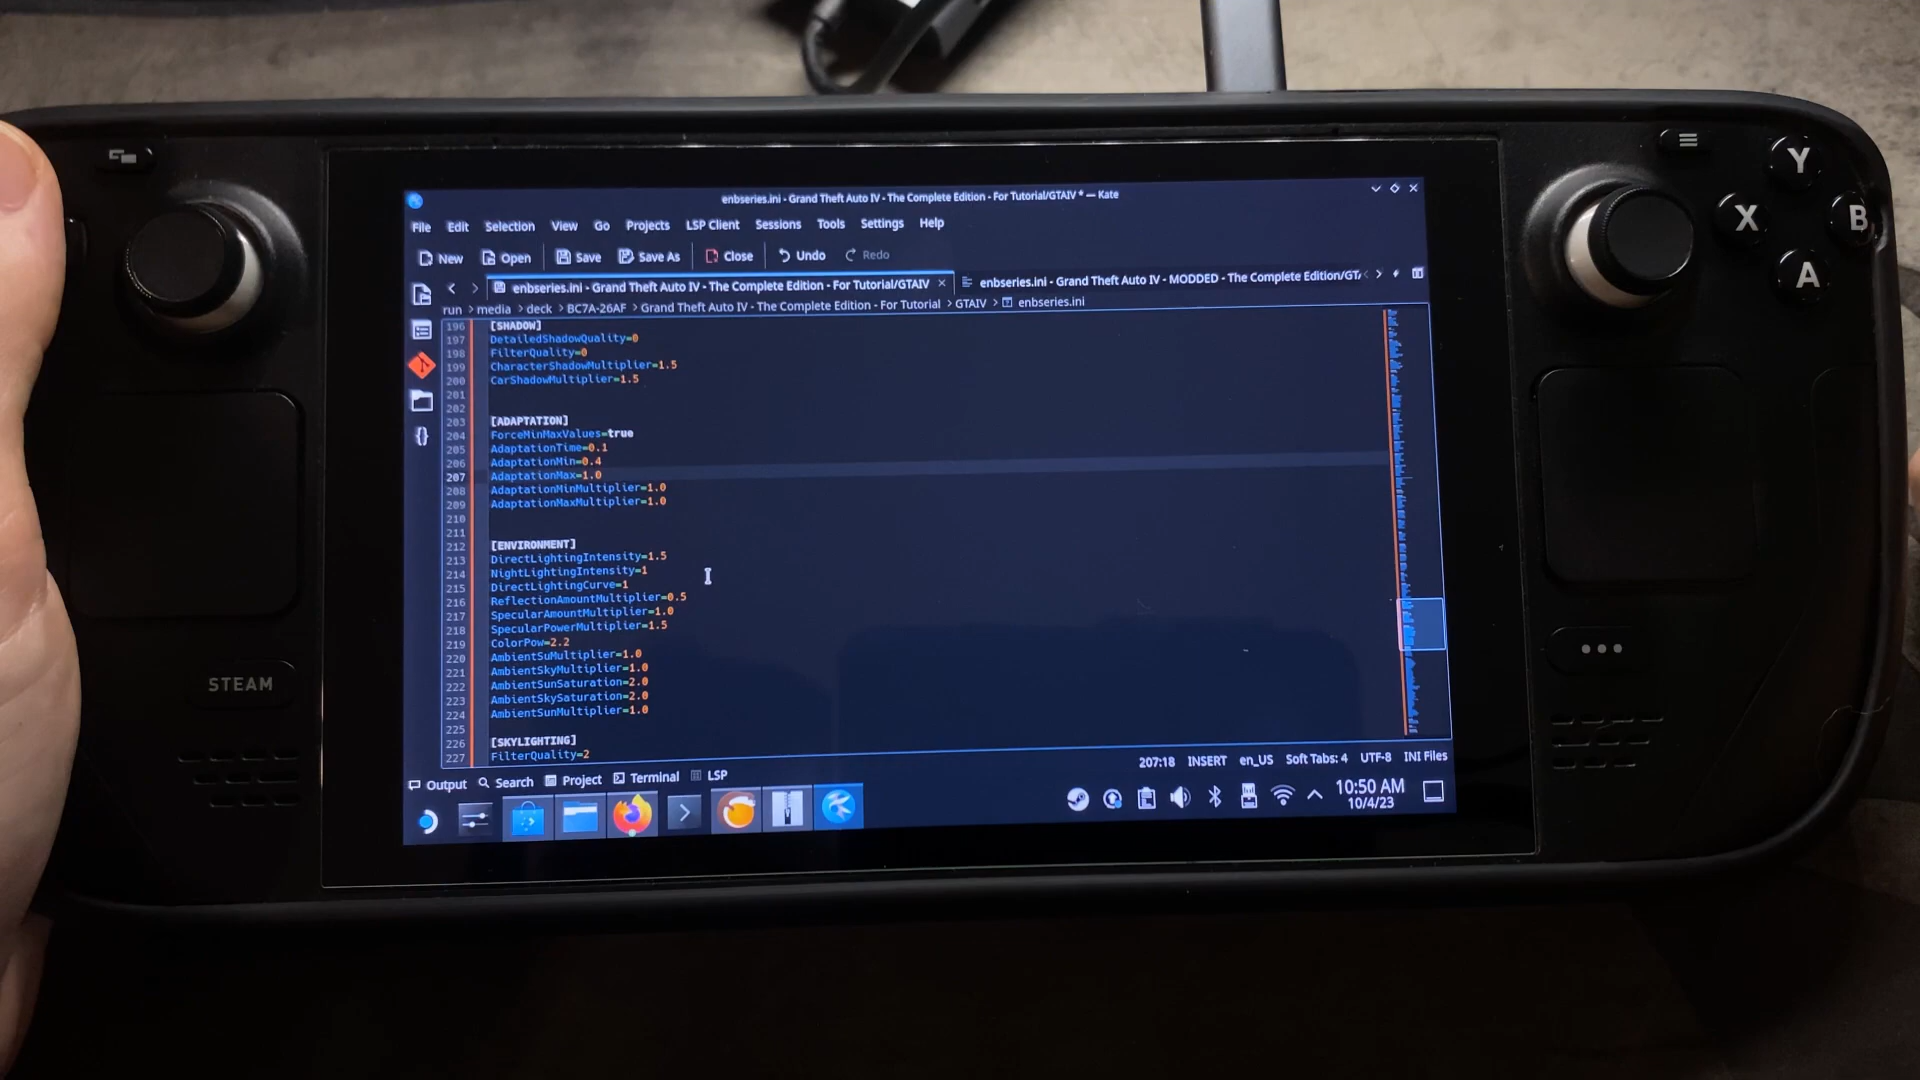 enbseries.ini - Grand Theft Auto IV - The Complete Edition - For Tutorial/GTAIV * — Kate
File Edit Selection View Go Projects LSP Client Sessions Tools Settings Help
New Open Save Save As Close Undo Redo
enbseries.ini - Grand Theft Auto IV - The Complete Edition - For Tutorial/GTAIV enbseries.ini - Grand Theft Auto IV - MODDED - The Complete Edition/GTA
run > media > deck > BC7A-26AF > Grand Theft Auto IV - The Complete Edition - For Tutorial > GTAIV > enbseries.ini
196 [SHADOW]
197 DetailedShadowQuality=0
198 FilterQuality=0
199 CharacterShadowMultiplier=1.5
200 CarShadowMultiplier=1.5
201
202
203 [ADAPTATION]
204 ForceMinMaxValues=true
205 AdaptationTime=0.1
206 AdaptationMin=0.4
207 AdaptationMax=1.0
208 AdaptationMinMultiplier=1.0
209 AdaptationMaxMultiplier=1.0
210
211
212 [ENVIRONMENT]
213 DirectLightingIntensity=1.5
214 NightLightingIntensity=1
215 DirectLightingCurve=1
216 ReflectionAmountMultiplier=0.5
217 SpecularAmountMultiplier=1.0
218 SpecularPowerMultiplier=1.5
219 ColorPow=2.2
220 AmbientSuMultiplier=1.0
221 AmbientSkyMultiplier=1.0
222 AmbientSunSaturation=2.0
223 AmbientSkySaturation=2.0
224 AmbientSunMultiplier=1.0
225
226 [SKYLIGHTING]
227 FilterQuality=2
207:18 INSERT en_US Soft Tabs: 4 UTF-8 INI Files
Output Search Project Terminal LSP
10:50 AM
10/4/23
STEAM
Y
X
B
A